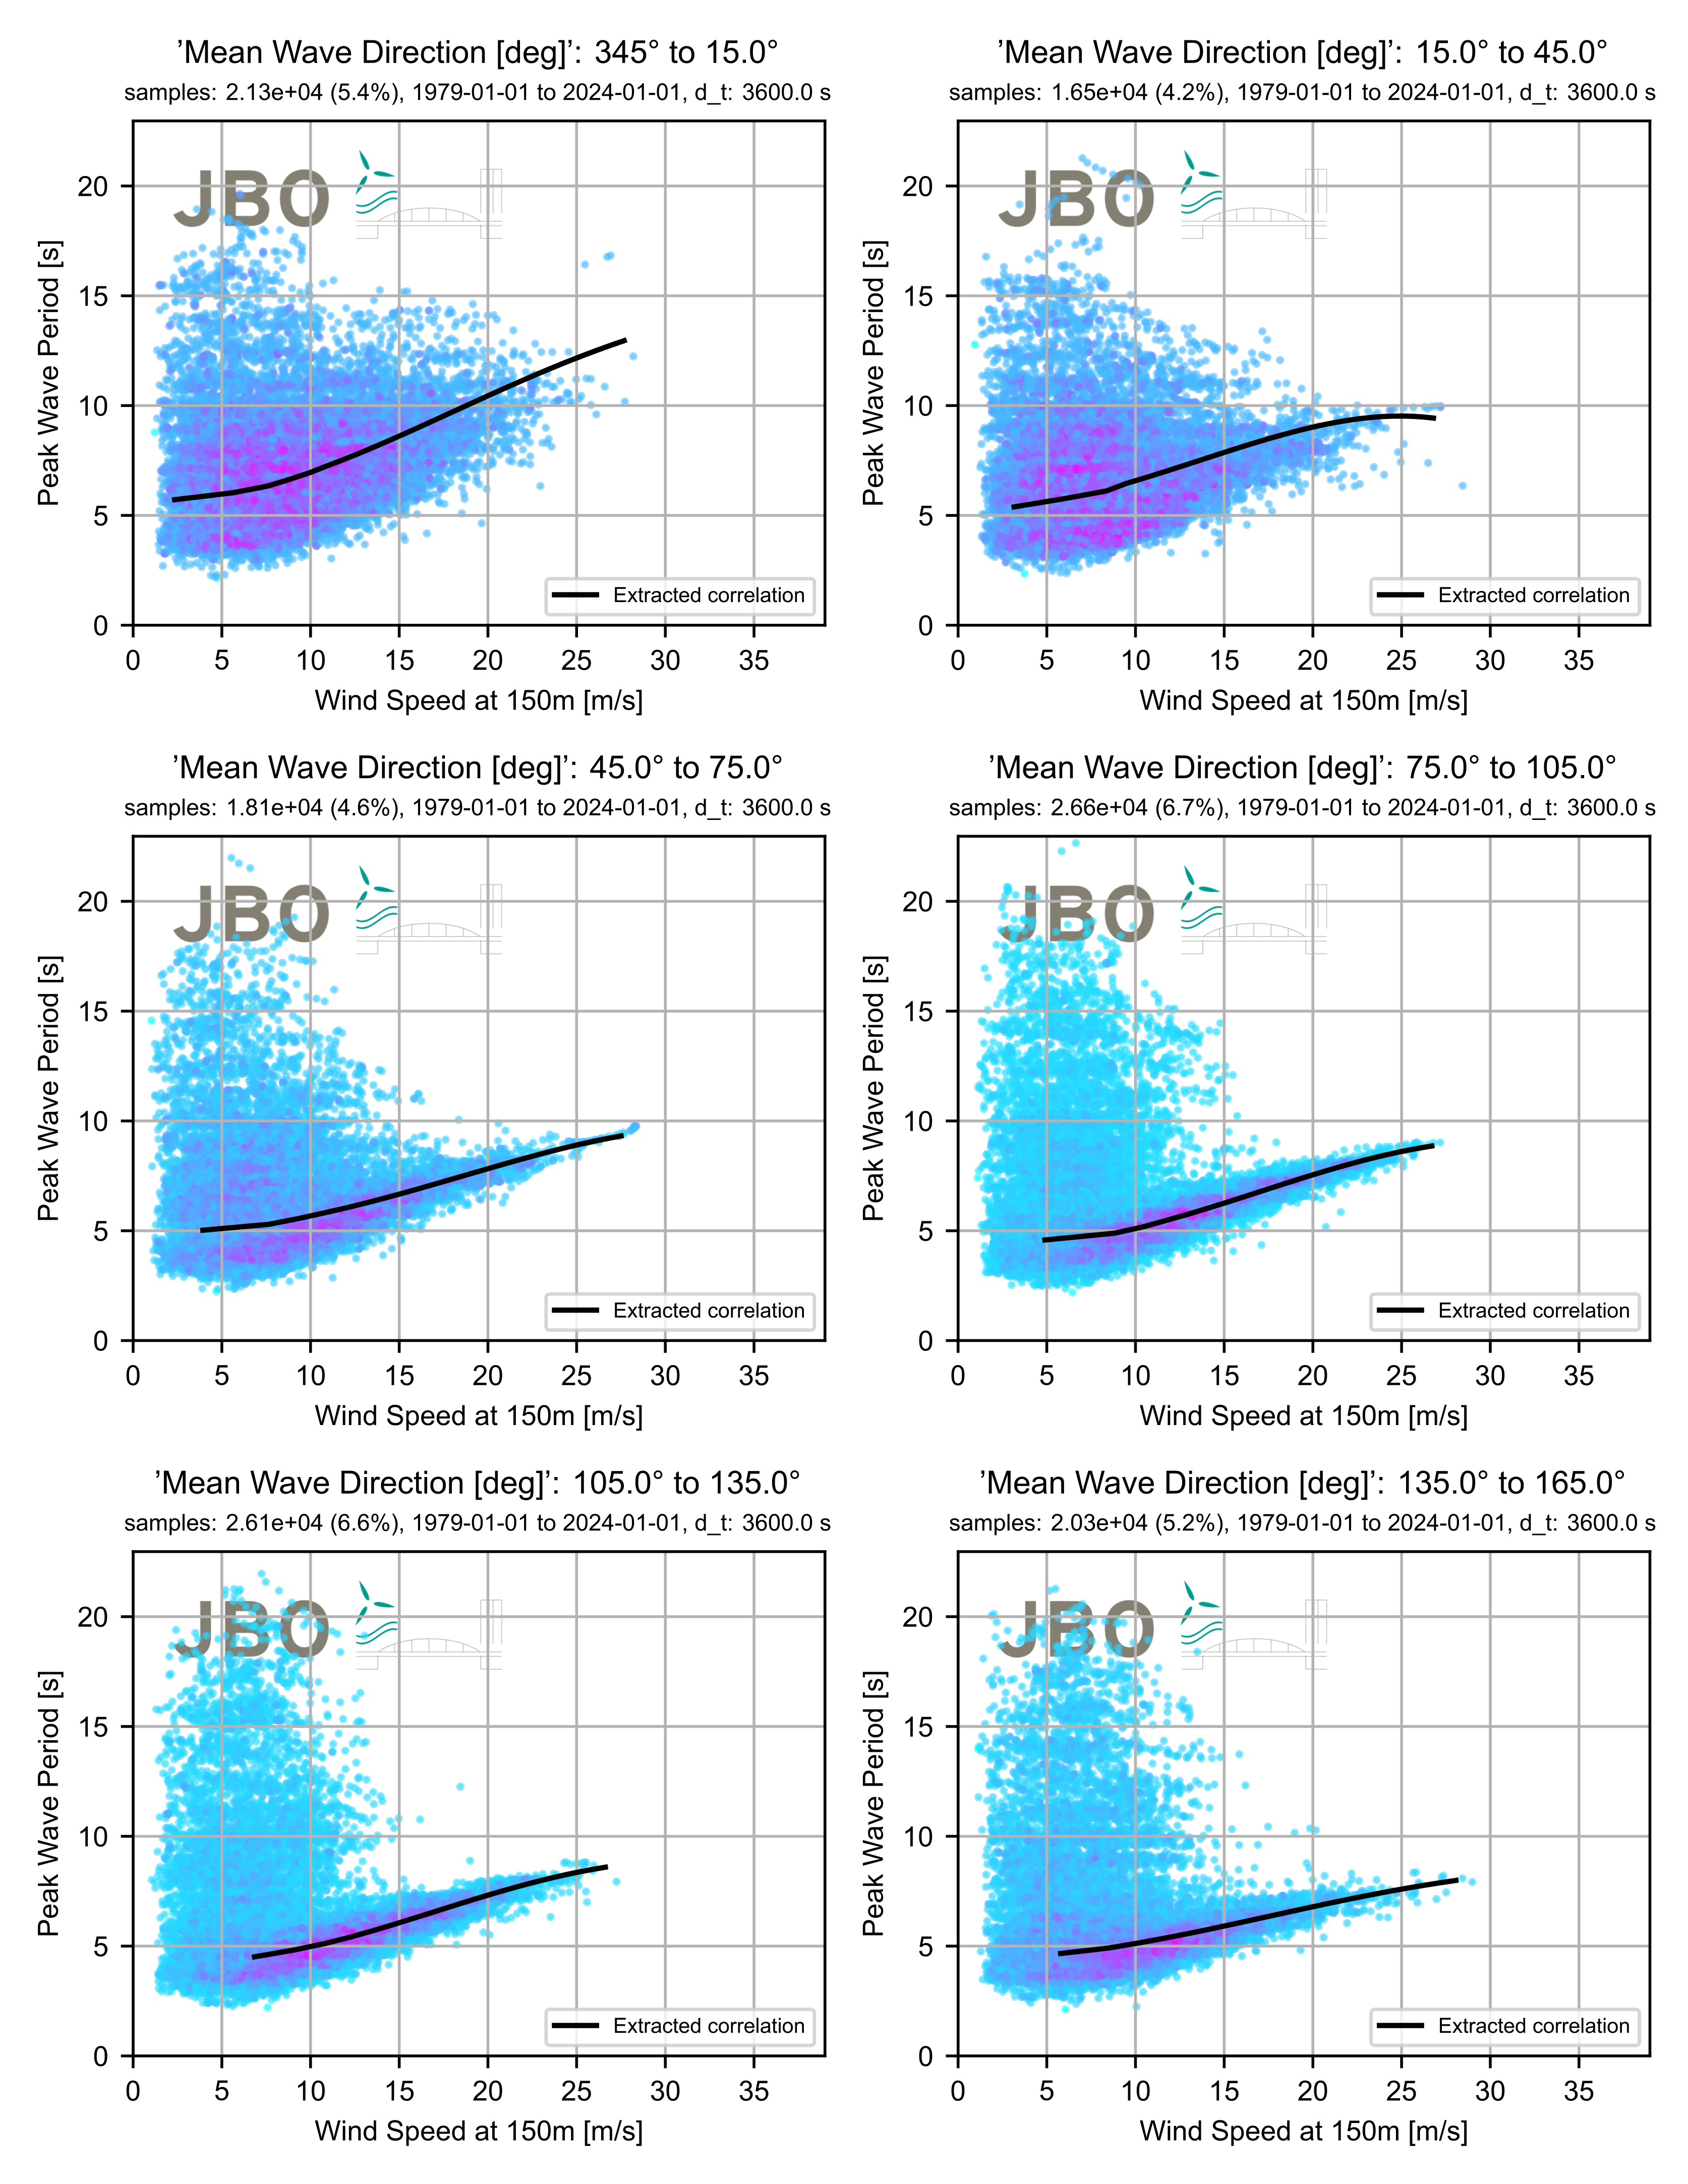 ’Mean Wave Direction [deg]’: 345° to 15.0°
samples: 2.13e+04 (5.4%), 1979-01-01 to 2024-01-01, d_t: 3600.0 s
JBO
Peak Wave Period [s]
20
15
10
5
0
Extracted correlation
0 5 10 15 20 25 30 35
Wind Speed at 150m [m/s]
’Mean Wave Direction [deg]’: 15.0° to 45.0°
samples: 1.65e+04 (4.2%), 1979-01-01 to 2024-01-01, d_t: 3600.0 s
JBO
Peak Wave Period [s]
20
15
10
5
0
Extracted correlation
0 5 10 15 20 25 30 35
Wind Speed at 150m [m/s]
’Mean Wave Direction [deg]’: 45.0° to 75.0°
samples: 1.81e+04 (4.6%), 1979-01-01 to 2024-01-01, d_t: 3600.0 s
JBO
Peak Wave Period [s]
20
15
10
5
0
Extracted correlation
0 5 10 15 20 25 30 35
Wind Speed at 150m [m/s]
’Mean Wave Direction [deg]’: 75.0° to 105.0°
samples: 2.66e+04 (6.7%), 1979-01-01 to 2024-01-01, d_t: 3600.0 s
JBO
Peak Wave Period [s]
20
15
10
5
0
Extracted correlation
0 5 10 15 20 25 30 35
Wind Speed at 150m [m/s]
’Mean Wave Direction [deg]’: 105.0° to 135.0°
samples: 2.61e+04 (6.6%), 1979-01-01 to 2024-01-01, d_t: 3600.0 s
JBO
Peak Wave Period [s]
20
15
10
5
0
Extracted correlation
0 5 10 15 20 25 30 35
Wind Speed at 150m [m/s]
’Mean Wave Direction [deg]’: 135.0° to 165.0°
samples: 2.03e+04 (5.2%), 1979-01-01 to 2024-01-01, d_t: 3600.0 s
JBO
Peak Wave Period [s]
20
15
10
5
0
Extracted correlation
0 5 10 15 20 25 30 35
Wind Speed at 150m [m/s]